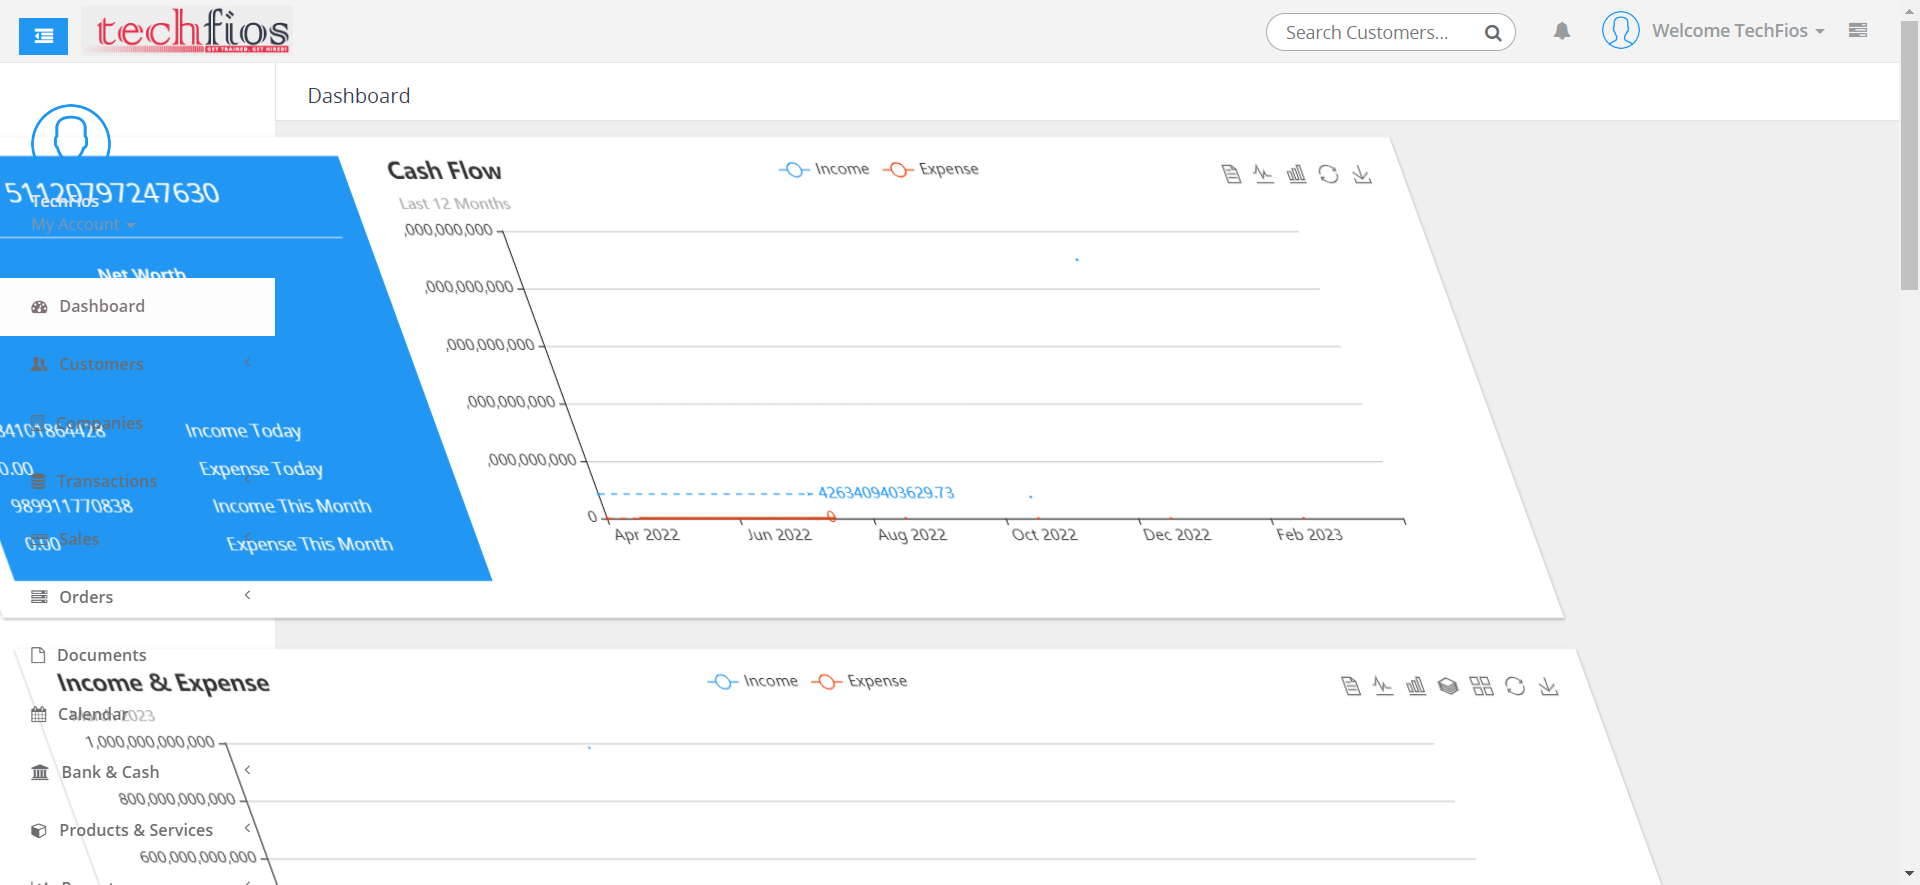 techfios
GET TRAINED. GET HIRED!
Search Customers...
Welcome TechFios
Dashboard
TechFios
My Account
51120797247630
Net Worth
Dashboard
Customers
Companies
Transactions
Sales
Orders
Documents
Calendar
Bank & Cash
Products & Services
34101864428 Income Today
0.00 Expense Today
989911770838 Income This Month
0.00 Expense This Month
Cash Flow
Last 12 Months
Income
Expense
,000,000,000
,000,000,000
,000,000,000
,000,000,000
,000,000,000
0
4263409403629.73
0
Apr 2022
Jun 2022
Aug 2022
Oct 2022
Dec 2022
Feb 2023
Income & Expense
March 2023
Income
Expense
1,000,000,000,000
800,000,000,000
600,000,000,000